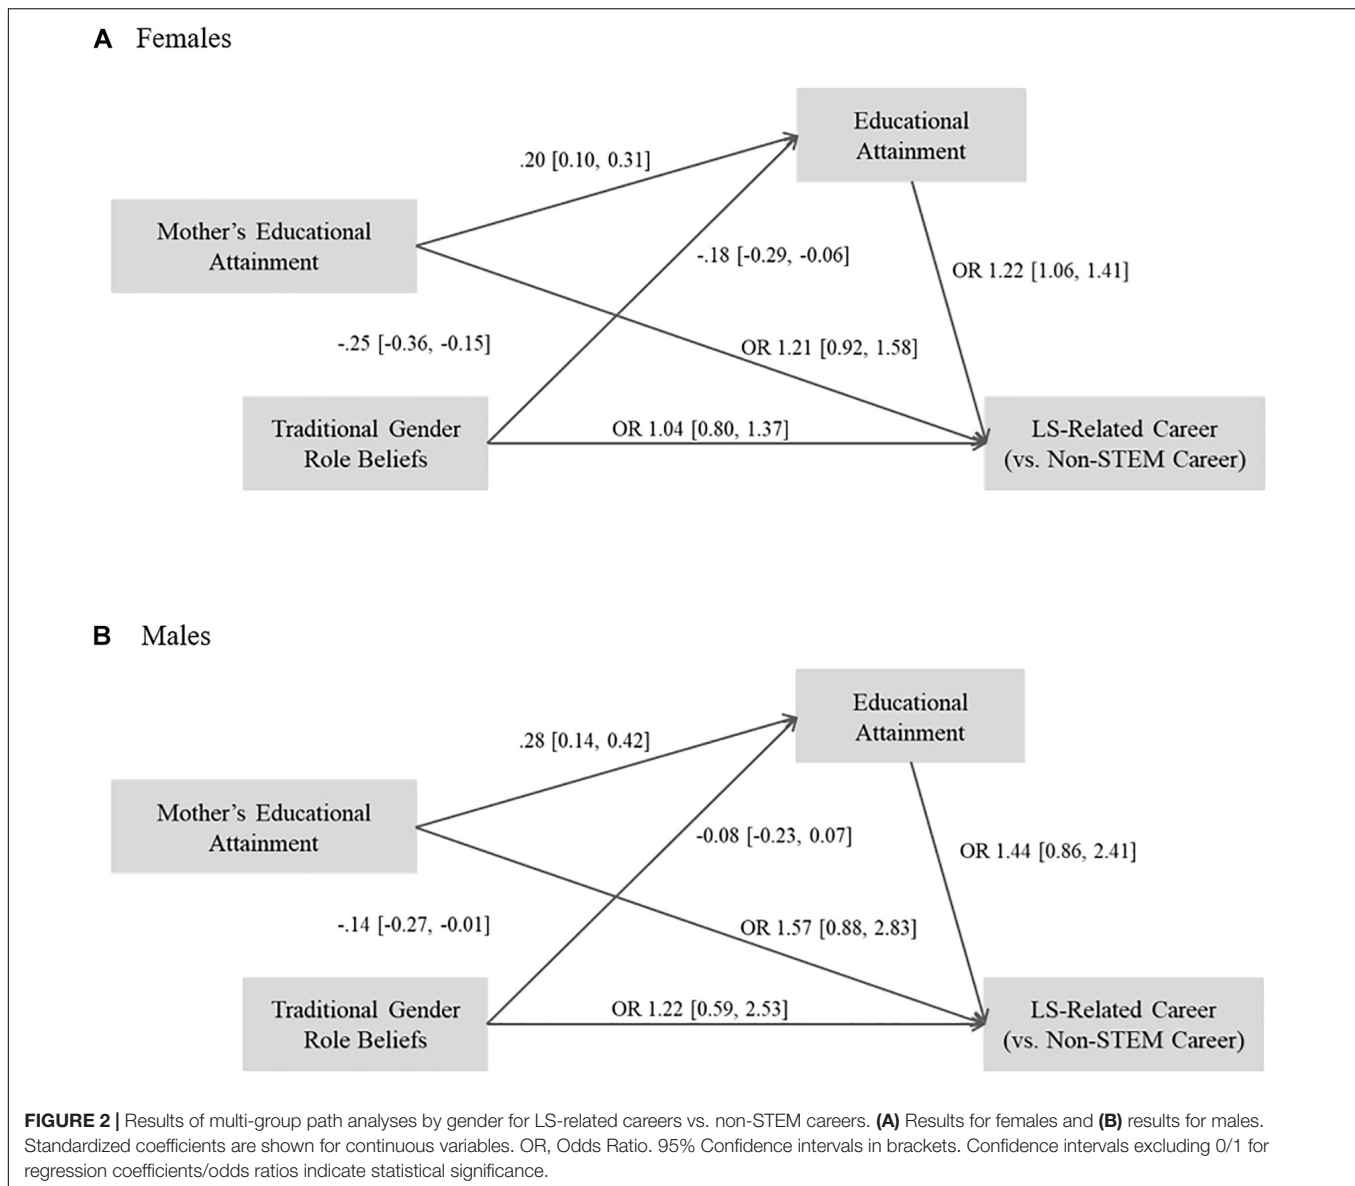 A Females
Educational
Attainment
.20 [0.10, 0.31]
Mother's Educational
Attainment
-.18 [-0.29, -0.06]
OR 1.22 [1.06, 1.41]
-.25 [-0.36, -0.15]
OR 1.21 [0.92, 1.58]
Traditional Gender
Role Beliefs
OR 1.04 [0.80, 1.37]
LS-Related Career
(vs. Non-STEM Career)
B Males
Educational
Attainment
.28 [0.14, 0.42]
Mother's Educational
Attainment
-0.08 [-0.23, 0.07]
OR 1.44 [0.86, 2.41]
-.14 [-0.27, -0.01]
OR 1.57 [0.88, 2.83]
Traditional Gender
Role Beliefs
OR 1.22 [0.59, 2.53]
LS-Related Career
(vs. Non-STEM Career)
FIGURE 2 | Results of multi-group path analyses by gender for LS-related careers vs. non-STEM careers. (A) Results for females and (B) results for males.
Standardized coefficients are shown for continuous variables. OR, Odds Ratio. 95% Confidence intervals in brackets. Confidence intervals excluding 0/1 for
regression coefficients/odds ratios indicate statistical significance.